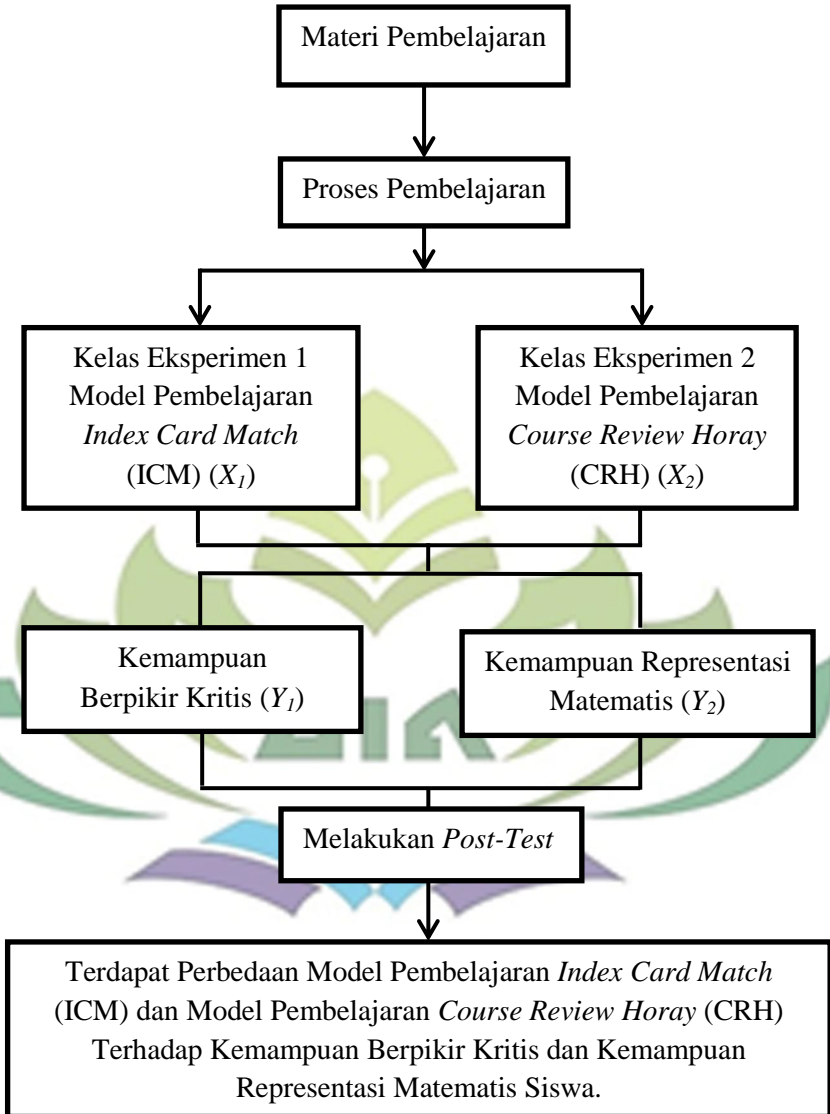 Materi Pembelajaran
Proses Pembelajaran
Kelas Eksperimen 1
Model Pembelajaran
Index Card Match
(ICM) (X1)
Kelas Eksperimen 2
Model Pembelajaran
Course Review Horay
(CRH) (X2)
Kemampuan
Berpikir Kritis (Y1)
Kemampuan Representasi
Matematis (Y2)
Melakukan Post-Test
Terdapat Perbedaan Model Pembelajaran Index Card Match
(ICM) dan Model Pembelajaran Course Review Horay (CRH)
Terhadap Kemampuan Berpikir Kritis dan Kemampuan
Representasi Matematis Siswa.